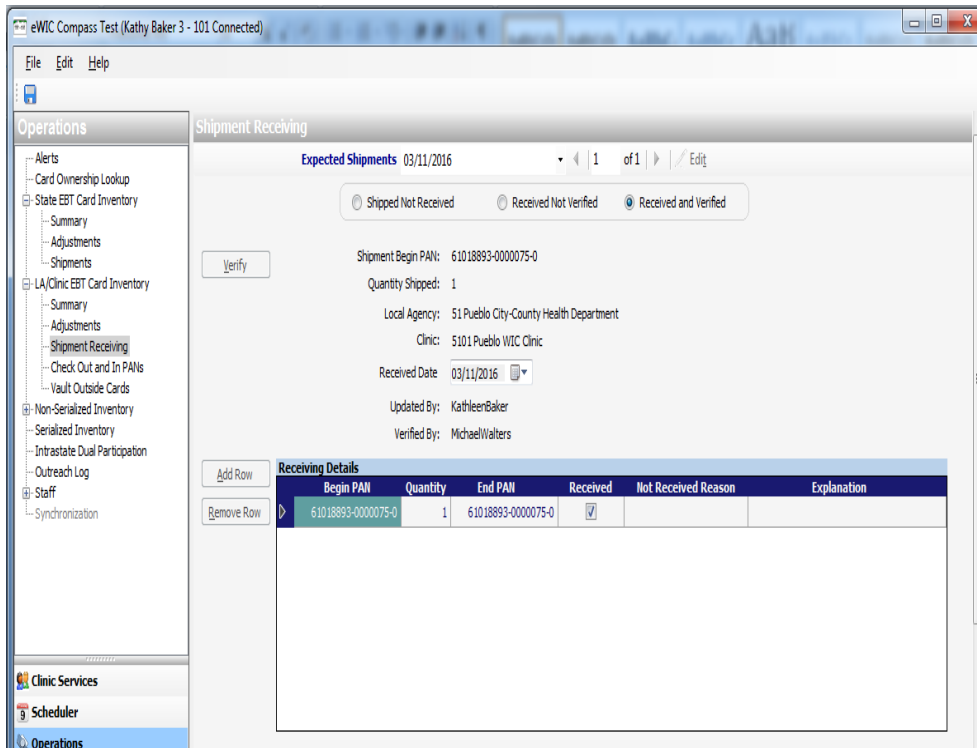 eWIC Compass Test (Kathy Baker 3 - 101 Connected)
File Edit Help
Operations
Alerts
Card Ownership Lookup
State EBT Card Inventory
Summary
Adjustments
Shipments
LA/Clinic EBT Card Inventory
Summary
Adjustments
Shipment Receiving
Check Out and In PANs
Vault Outside Cards
Non-Serialized Inventory
Serialized Inventory
Intrastate Dual Participation
Outreach Log
Staff
Synchronization
Clinic Services
9 Scheduler
Operations
Shipment Receiving
Expected Shipments 03/11/2016 1 of 1 Edit
Shipped Not Received Received Not Verified Received and Verified
Verify
Shipment Begin PAN: 61018893-0000075-0
Quantity Shipped: 1
Local Agency: 51 Pueblo City-County Health Department
Clinic: 5101 Pueblo WIC Clinic
Received Date 03/11/2016
Updated By: KathleenBaker
Verified By: MichaelWalters
Add Row
Remove Row
Receiving Details
Begin PAN Quantity End PAN Received Not Received Reason Explanation
61018893-0000075-0 1 61018893-0000075-0